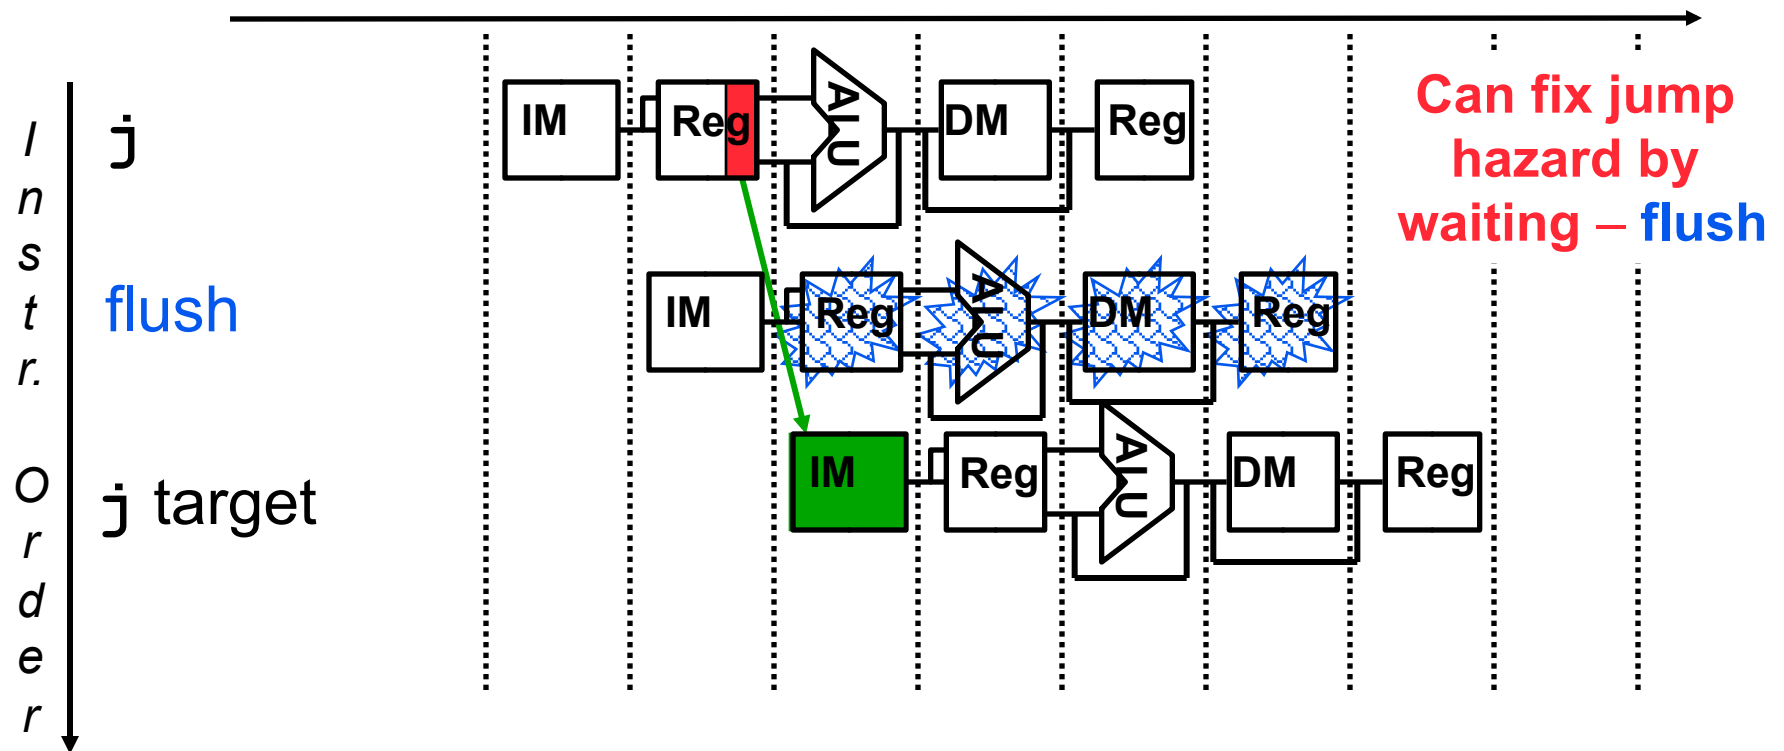 Instr. Order
j
IM
Reg
ALU
DM
Reg
Can fix jump
hazard by
waiting – flush
flush
IM
Reg
ALU
DM
Reg
j target
IM
Reg
ALU
DM
Reg